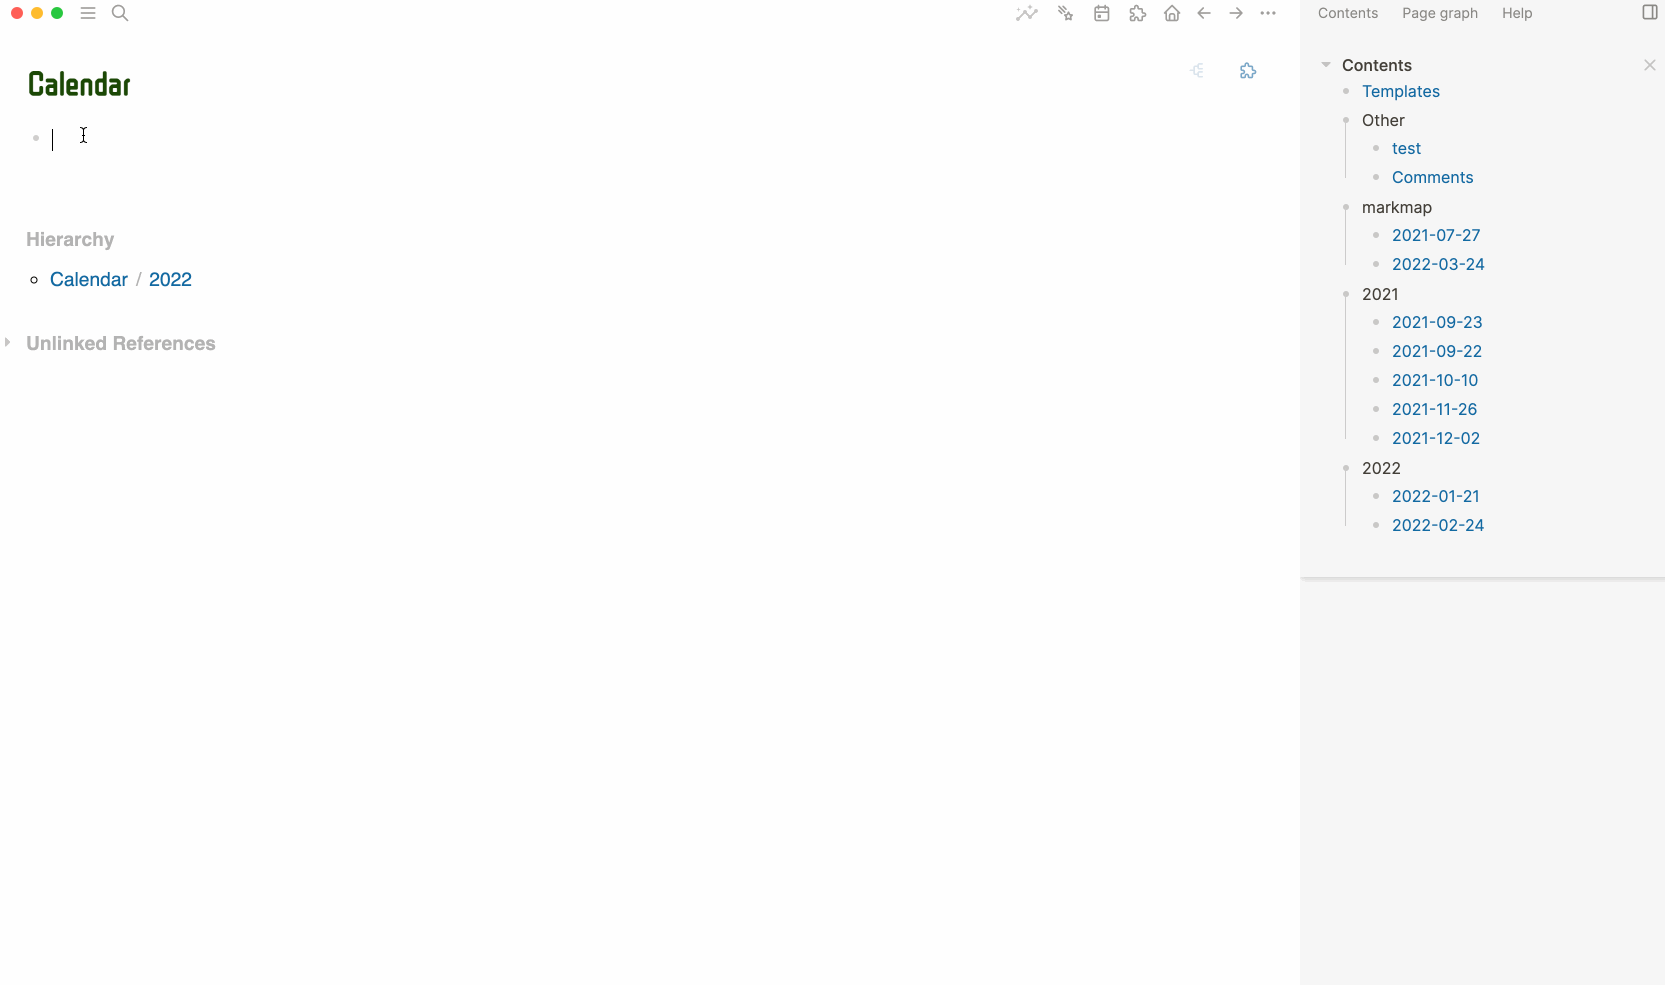 Contents Page graph Help
Calendar
Hierarchy
Calendar / 2022
Unlinked References
Contents
Templates
Other
test
Comments
markmap
2021-07-27
2022-03-24
2021
2021-09-23
2021-09-22
2021-10-10
2021-11-26
2021-12-02
2022
2022-01-21
2022-02-24